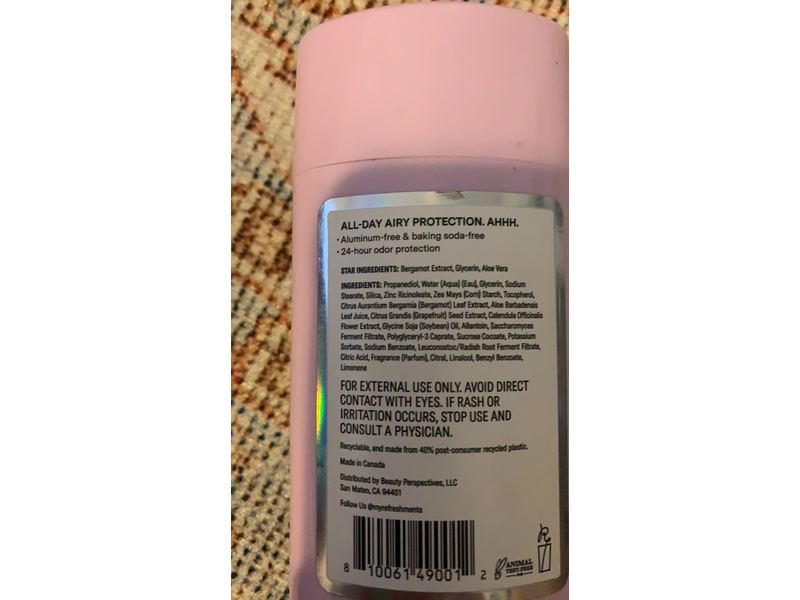 ALL-DAY AIRY PROTECTION. AHHH.
• Aluminum-free & baking soda-free
• 24-hour odor protection
STAR INGREDIENTS: Bergamot Extract, Glycerin, Aloe Vera
INGREDIENTS: Propanediol, Water (Aqua) (Eau), Glycerin, Sodium
Stearate, Silica, Zinc Ricinoleate, Zea Mays (Corn) Starch, Tocopherol,
Citrus Aurantium Bergamia (Bergamot) Leaf Extract, Aloe Barbadensis
Leaf Juice, Citrus Grandis (Grapefruit) Seed Extract, Calendula Officinalis
Flower Extract, Glycine Soja (Soybean) Oil, Allantoin, Saccharomyces
Ferment Filtrate, Polyglyceryl-3 Caprate, Sucrose Cocoate, Potassium
Sorbate, Sodium Benzoate, Leuconostoc/Radish Root Ferment Filtrate,
Citric Acid, Fragrance (Parfum), Citral, Linalool, Benzyl Benzoate,
Limonene
FOR EXTERNAL USE ONLY. AVOID DIRECT
CONTACT WITH EYES. IF RASH OR
IRRITATION OCCURS, STOP USE AND
CONSULT A PHYSICIAN.
Recyclable, and made from 40% post-consumer recycled plastic.
Made in Canada
Distributed by Beauty Perspectives, LLC
San Mateo, CA 94401
Follow Us @myrefreshments
8 10061 49001 2
ANIMAL
TEST-FREE
R